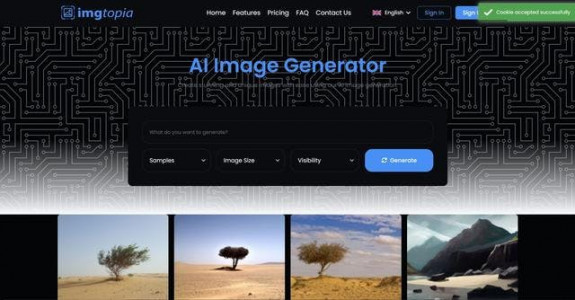 imgtopia
Home Features Pricing FAQ Contact Us
English
Sign In
Sign
Cookie accepted successfully
AI Image Generator
What do you want to generate?
Samples
Image Size
Visibility
Generate